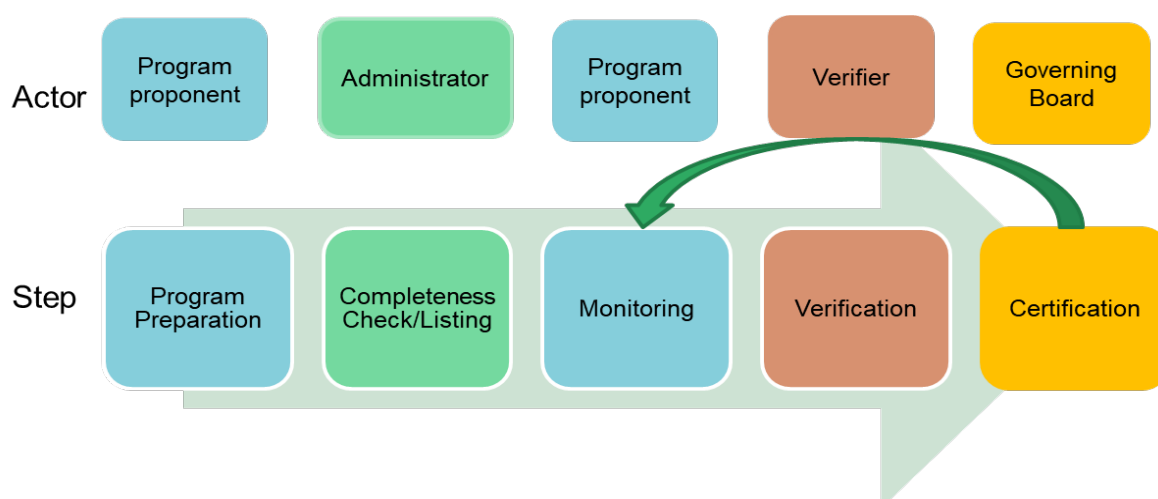 Actor
Program
proponent
Administrator
Program
proponent
Verifier
Governing
Board
Step
Program
Preparation
Completeness
Check/Listing
Monitoring
Verification
Certification